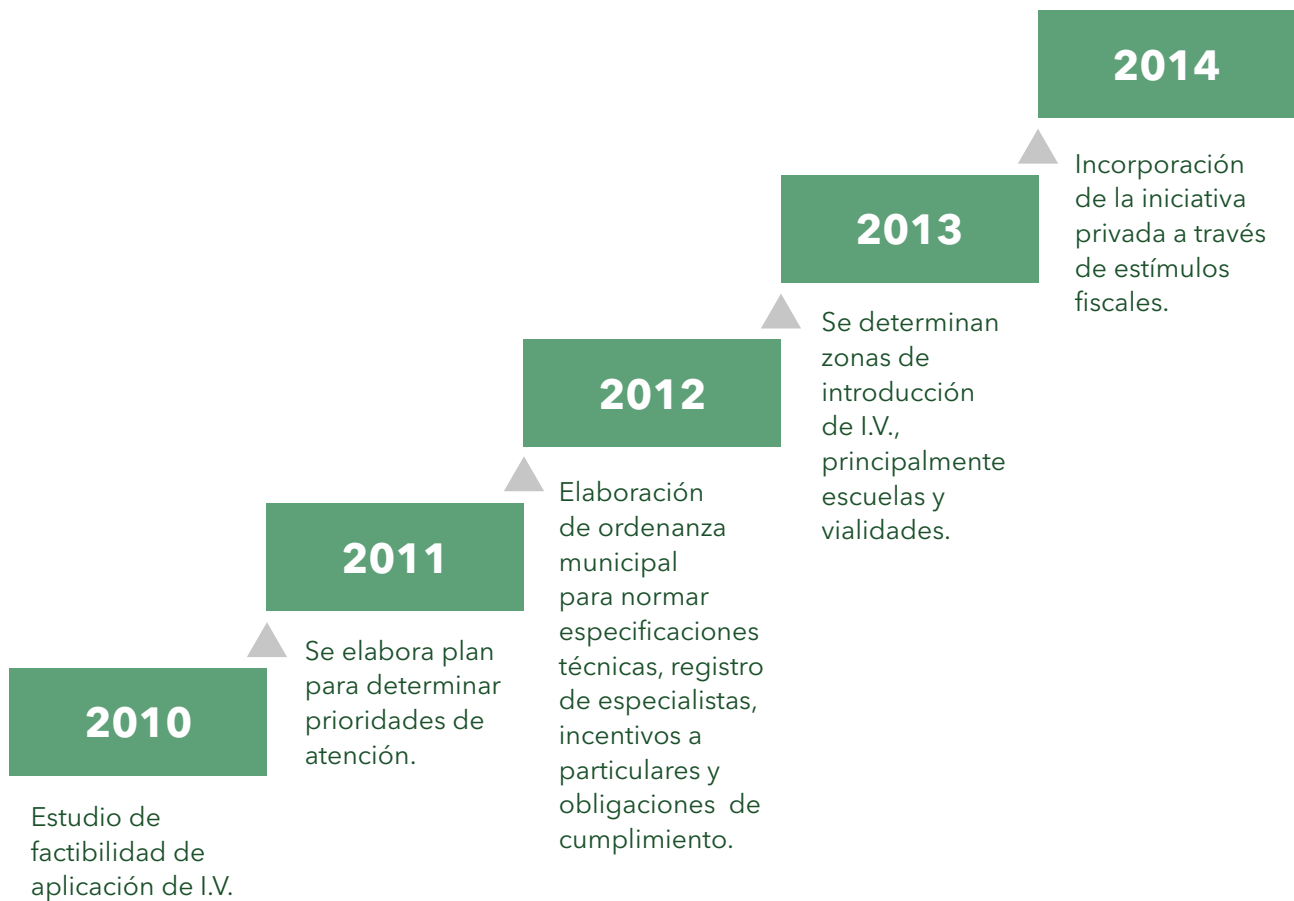 2010
Estudio de
factibilidad de
aplicación de I.V.
2011
Se elabora plan
para determinar
prioridades de
atención.
2012
Elaboración
de ordenanza
municipal
para normar
especificaciones
técnicas, registro
de especialistas,
incentivos a
particulares y
obligaciones  de
cumplimiento.
2013
Se determinan
zonas de
introducción
de I.V.,
principalmente
escuelas y
vialidades.
2014
Incorporación
de la iniciativa
privada a través
de estímulos
fiscales.